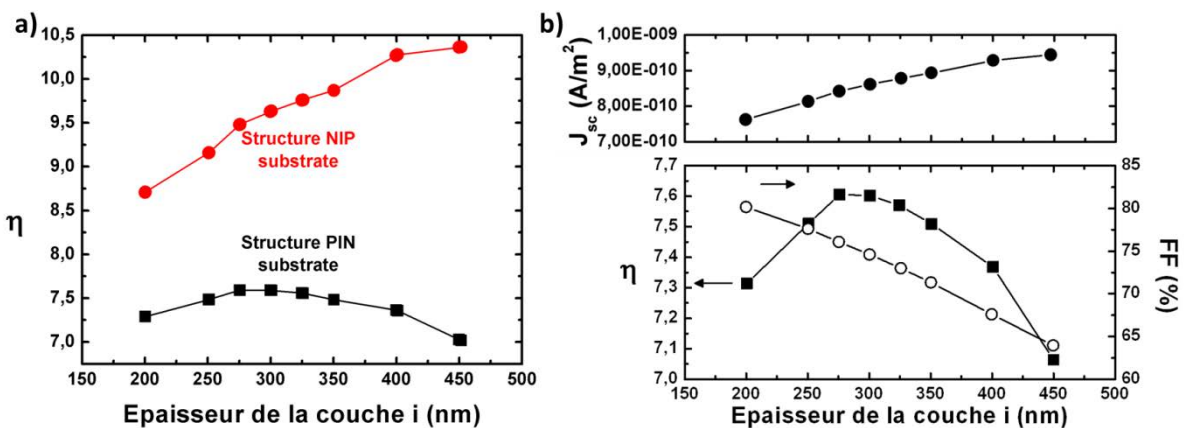 a)
10,5
10,0
9,5
9,0
8,5
8,0
7,5
7,0
η
Structure NIP
substrate
Structure PIN
substrate
150 200 250 300 350 400 450 500
Epaisseur de la couche i (nm)
b)
1,00E-009
9,00E-010
8,00E-010
7,00E-010
Jsc (A/m²)
7,7
7,6
7,5
7,4
7,3
7,2
7,1
7,0
η
85
80
75
70
65
60
FF (%)
150 200 250 300 350 400 450 500
Epaisseur de la couche i (nm)